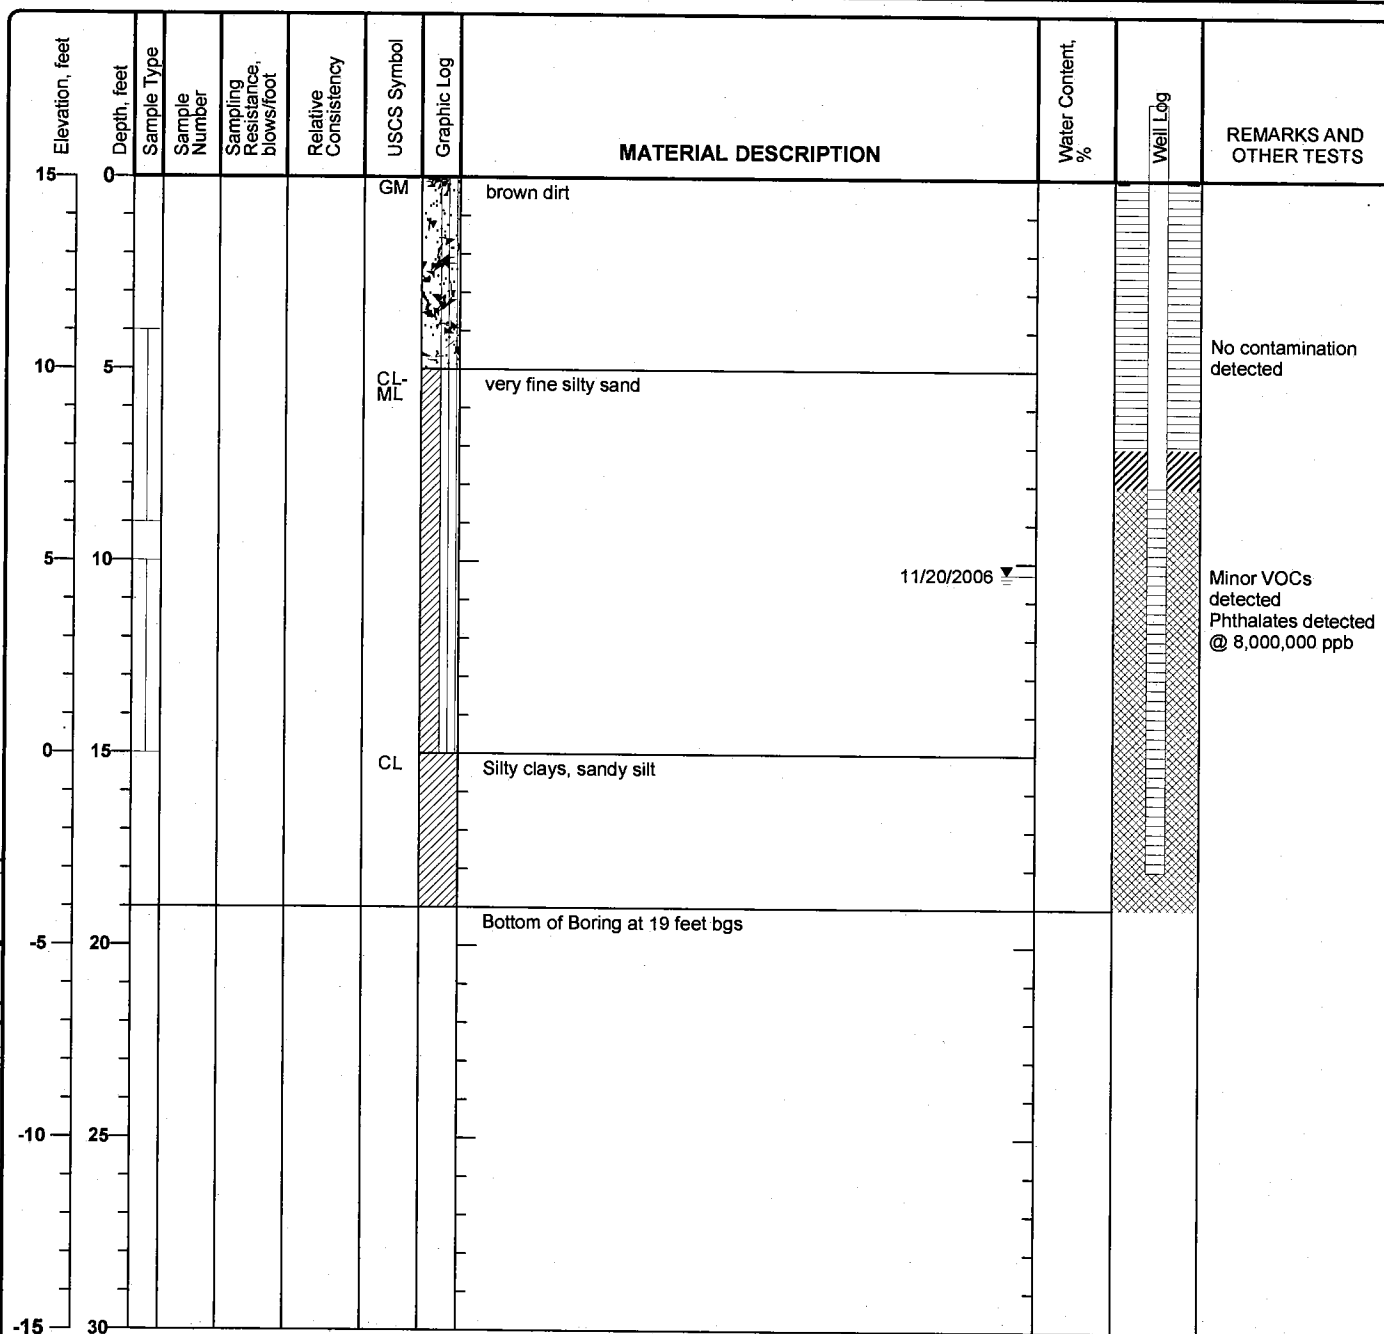 Elevation, feet
Depth, feet
Sample Type
Sample
Number
Sampling
Resistance,
blows/foot
Relative
Consistency
USCS Symbol
Graphic Log
MATERIAL DESCRIPTION
Water Content,
%
Well Log
REMARKS AND
OTHER TESTS
15 0
GM brown dirt
No contamination
detected
10 5
CL-
ML
very fine silty sand
5 10
11/20/2006
Minor VOCs
detected
Phthalates detected
@ 8,000,000 ppb
0 15
CL Silty clays, sandy silt
Bottom of Boring at 19 feet bgs
-5 20
-10 25
-15 30